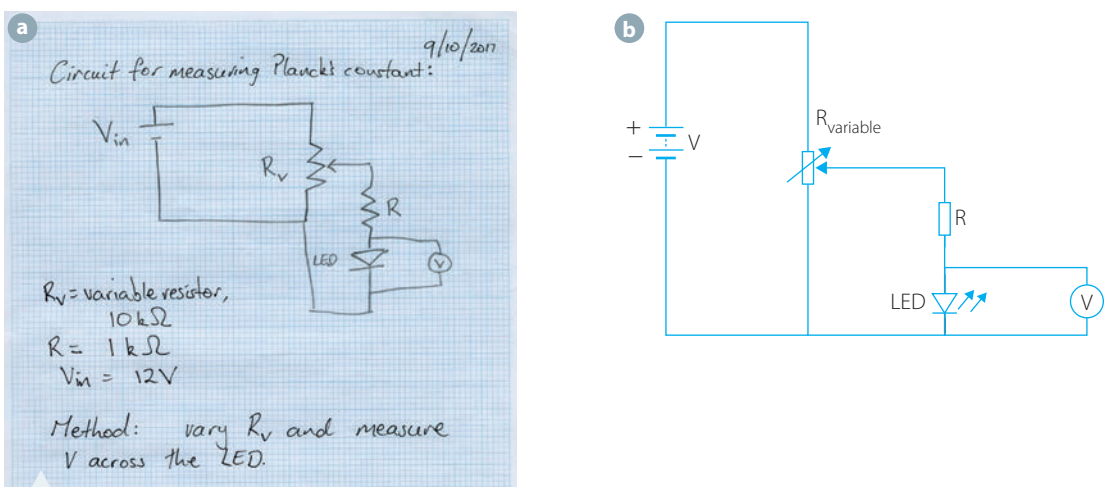 a
9/10/2017
Circuit for measuring Planck's constant:
Vin
Rv
R
LED
V
Rv = variable resistor,
10 kΩ
R = 1 kΩ
Vin = 12V
Method: vary Rv and measure
V across the LED.
b
+
−
V
Rvariable
R
LED
V